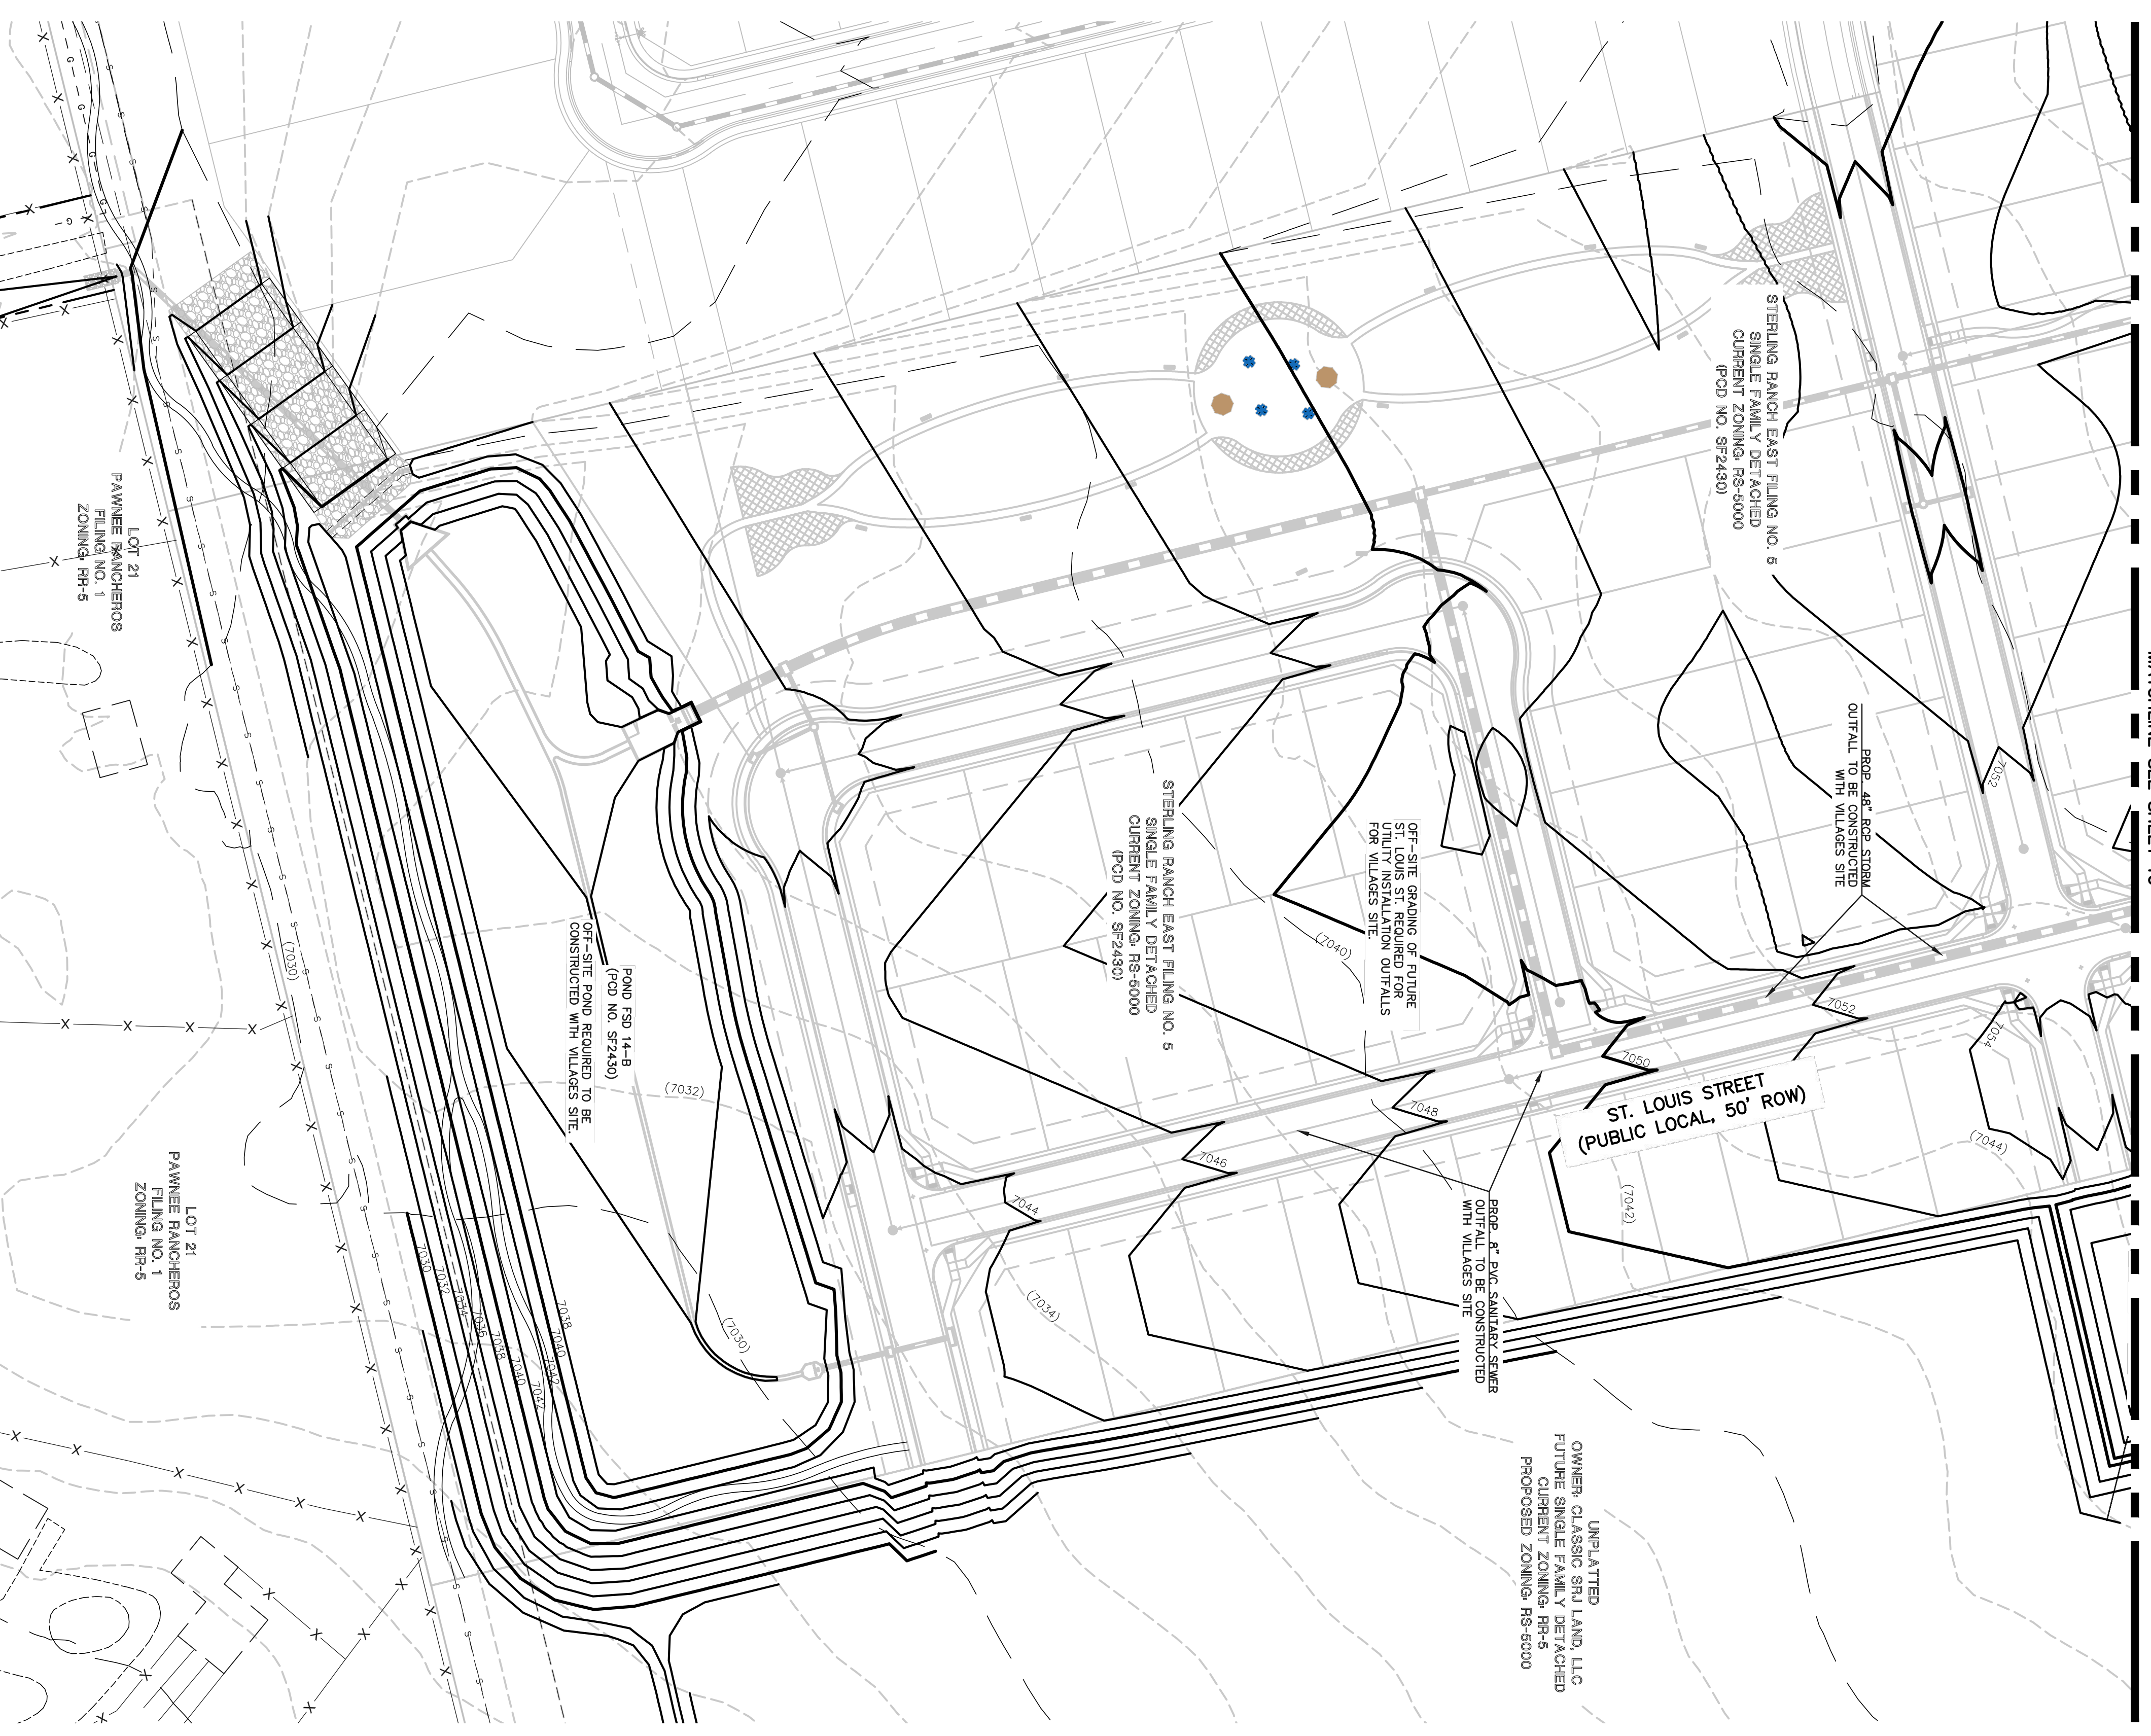 STERLING RANCH EAST FILING NO. 5
SINGLE FAMILY DETACHED
CURRENT ZONING: RS-5000
(PCD NO. SF2430)
PROP. 48" RCP STORM
OUTFALL TO BE CONSTRUCTED
WITH VILLAGES SITE
7052
OFF-SITE GRADING OF FUTURE
ST. LOUIS ST. REQUIRED FOR
UTILITY INSTALLATION OUTFALLS
FOR VILLAGES SITE.
STERLING RANCH EAST FILING NO. 5
SINGLE FAMILY DETACHED
CURRENT ZONING: RS-5000
(PCD NO. SF2430)
(7040)
7052
7054
7050
ST. LOUIS STREET
(PUBLIC LOCAL, 50' ROW)
(7044)
(7042)
7048
7046
7044
(7034)
PROP. 8" PVC SANITARY SEWER
OUTFALL TO BE CONSTRUCTED
WITH VILLAGES SITE
POND FSD 14-B
(PCD NO. SF2430)
OFF-SITE POND REQUIRED TO BE
CONSTRUCTED WITH VILLAGES SITE.
(7032)
(7030)
(7030)
LOT 21
PAWNEE RANCHEROS
FILING NO. 1
ZONING: RR-5
LOT 21
PAWNEE RANCHEROS
FILING NO. 1
ZONING: RR-5
7030
7032
7034
7036
7038
7040
7042
7038
7040
7042
UNPLATTED
OWNER: CLASSIC SRJ LAND, LLC
FUTURE SINGLE FAMILY DETACHED
CURRENT ZONING: RR-5
PROPOSED ZONING: RS-5000